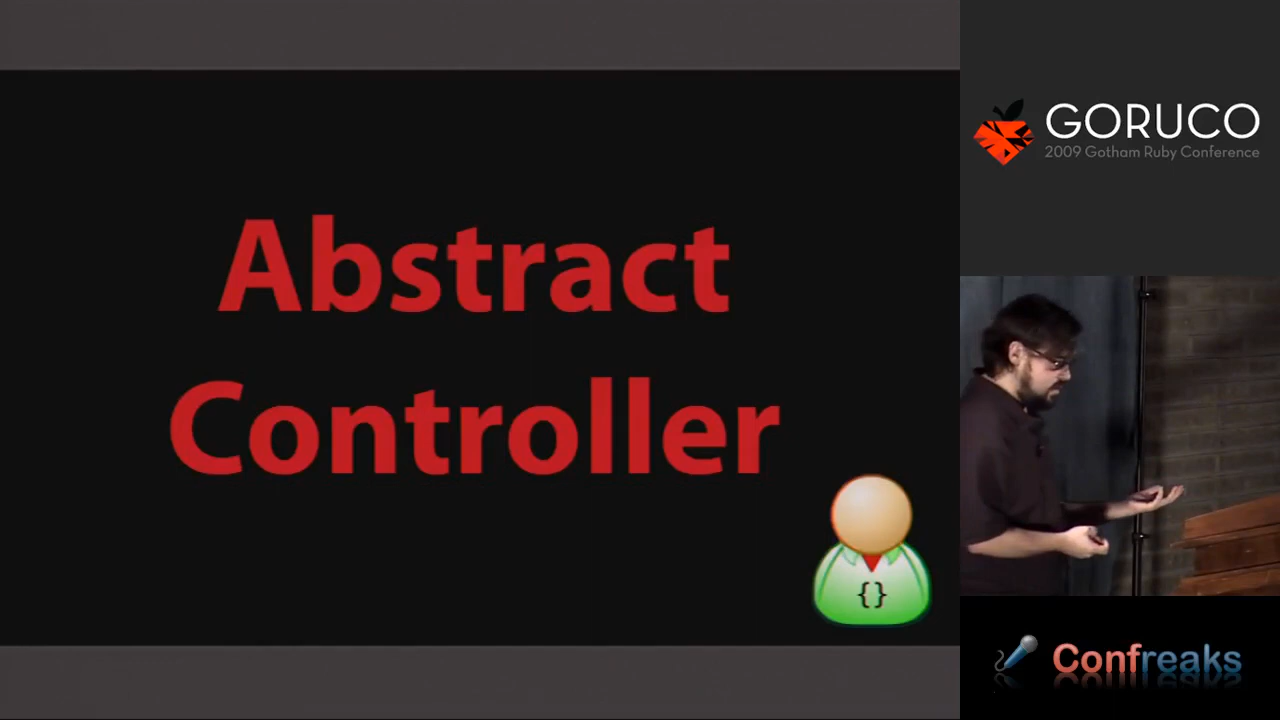 Abstract
Controller
{}
GORUCO
2009 Gotham Ruby Conference
Confreaks